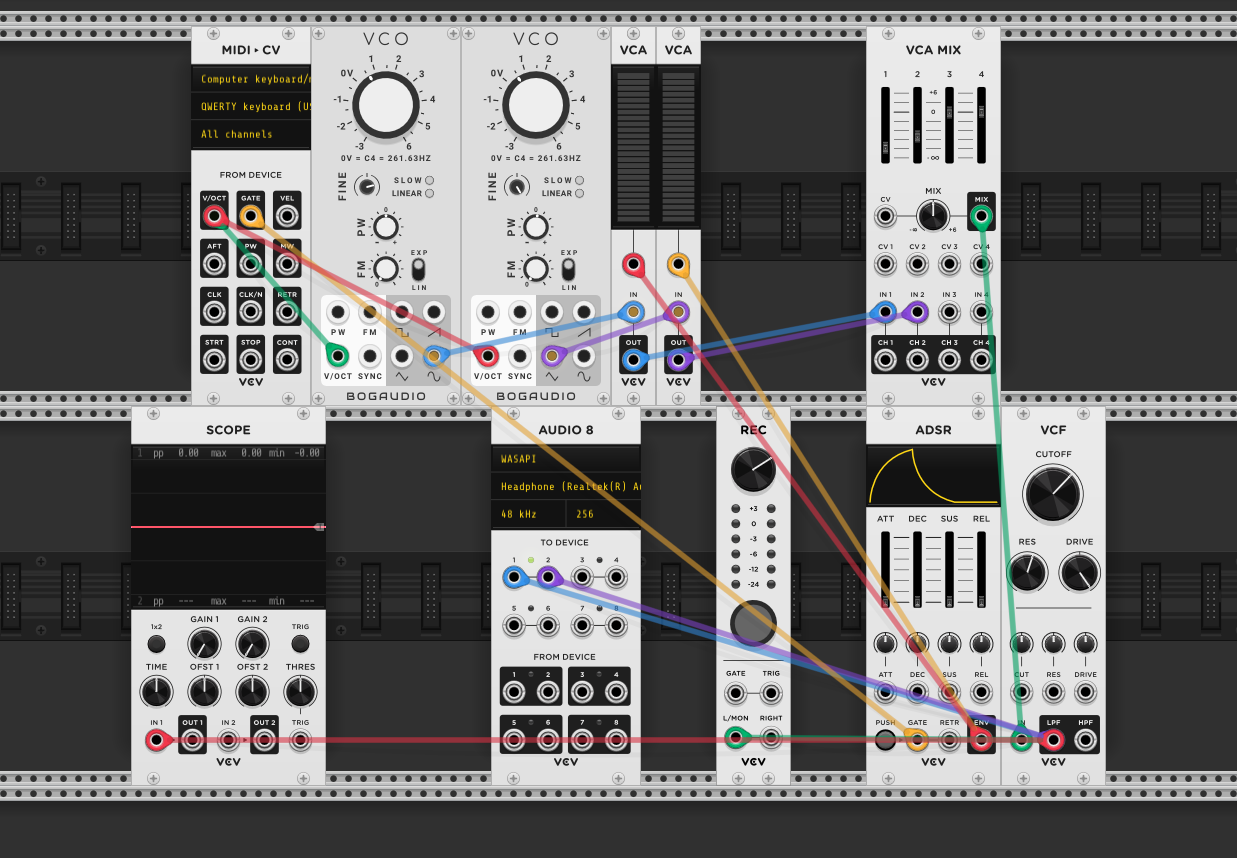 MIDI ▸ CV
Computer keyboard/m
QWERTY keyboard (US
All channels
FROM DEVICE
V/OCT GATE VEL
AFT PW MW
CLK CLK/N RETR
STRT STOP CONT
VCV
VCO
0V 1 2 3 4 5 6 -3 -2 -1
0V = C4 = 261.63HZ
FINE
SLOW
LINEAR
PW
0
- +
FM
0
EXP
LIN
PW FM
V/OCT SYNC
BOGAUDIO
VCO
0V 1 2 3 4 5 6 -3 -2 -1
0V = C4 = 261.63HZ
FINE
SLOW
LINEAR
PW
0
- +
FM
0
EXP
LIN
PW FM
V/OCT SYNC
BOGAUDIO
VCA
IN
OUT
VCV
VCA
IN
OUT
VCV
VCA MIX
1 2 3 4
+6
0
-∞
MIX
CV MIX
-∞ +6
CV 1 CV 2 CV 3 CV 4
IN 1 IN 2 IN 3 IN 4
CH 1 CH 2 CH 3 CH 4
VCV
SCOPE
1 pp 0.00 max 0.00 min -0.00
2 pp --- max --- min ---
1x2 GAIN 1 GAIN 2 TRIG
TIME OFST 1 OFST 2 THRES
IN 1 OUT 1 IN 2 OUT 2 TRIG
VCV
AUDIO 8
WASAPI
Headphone (Realtek(R) Au
48 kHz 256
TO DEVICE
1 2 3 4
5 6 7 8
FROM DEVICE
1 2 3 4
5 6 7 8
VCV
REC
+3
0
-3
-6
-12
-24
GATE TRIG
L/MON RIGHT
VCV
ADSR
ATT DEC SUS REL
ATT DEC SUS REL
PUSH GATE RETR ENV
VCV
VCF
CUTOFF
RES DRIVE
CUT RES DRIVE
IN LPF HPF
VCV